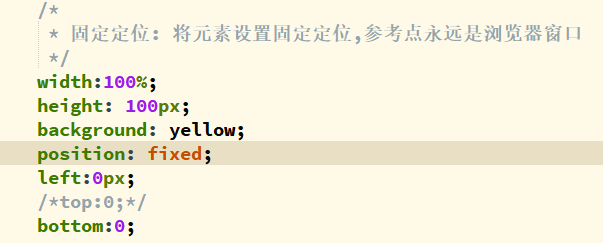 /*
* 固定定位: 将元素设置固定定位,参考点永远是浏览器窗口
*/
width:100%;
height: 100px;
background: yellow;
position: fixed;
left:0px;
/*top:0;*/
bottom:0;